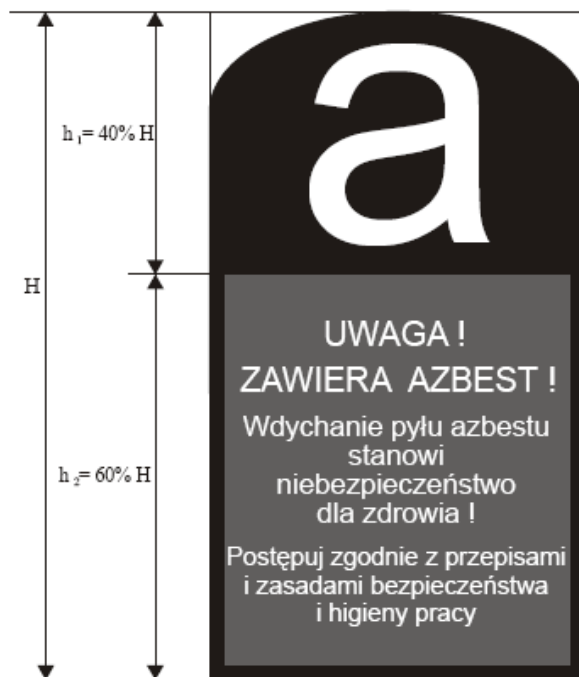 a
h₁= 40% H
H
h₂= 60% H
UWAGA !
ZAWIERA AZBEST !
Wdychanie pyłu azbestu
stanowi
niebezpieczeństwo
dla zdrowia !
Postępuj zgodnie z przepisami
i zasadami bezpieczeństwa
i higieny pracy